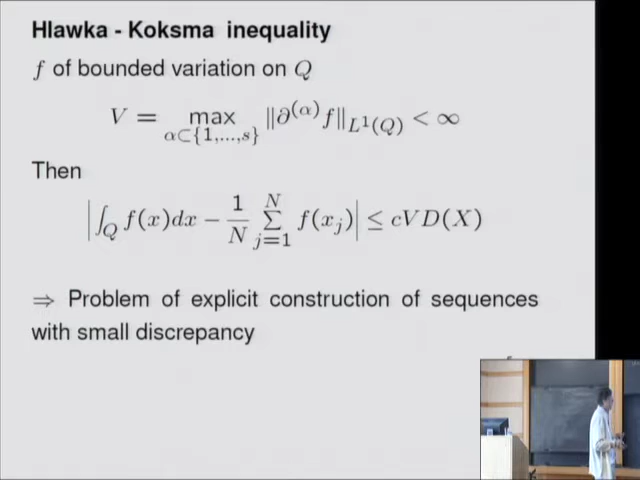 Hlawka - Koksma inequality
f of bounded variation on Q
V = max_{α⊂{1,...,s}} ‖∂^{(α)} f‖_{L^1(Q)} < ∞
Then
|∫_Q f(x)dx − 1/N ∑_{j=1}^{N} f(x_j)| ≤ cVD(X)
⇒ Problem of explicit construction of sequences
with small discrepancy